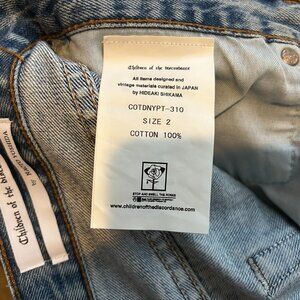 Children of the discordance
All items designed and
vintage materials curated in JAPAN
by HIDEAKI SHIKAMA
COTDNYPT-310
SIZE 2
COTTON 100%
STOP AND SMELL THE ROSES
www.childrenofthediscordance.com
Children of the